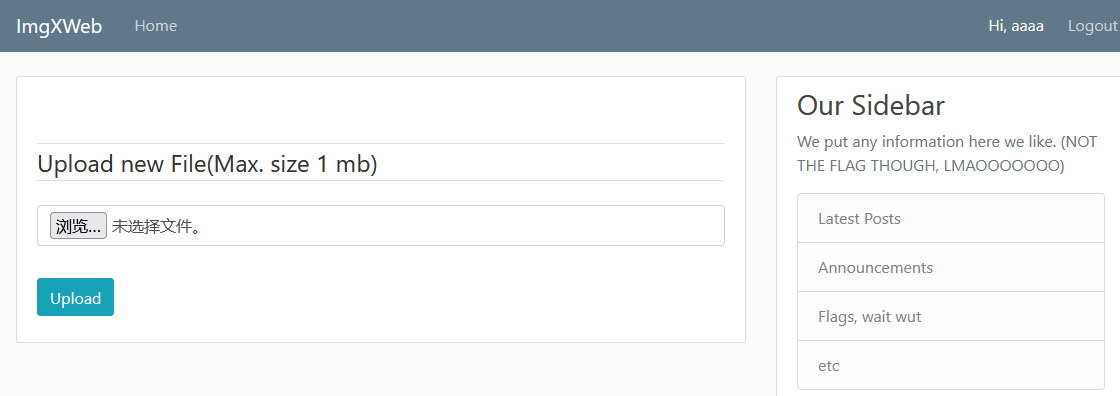 ImgXWeb Home Hi, aaaa Logout
Upload new File(Max. size 1 mb)
浏览... 未选择文件。
Upload
Our Sidebar
We put any information here we like. (NOT
THE FLAG THOUGH, LMAOOOOOOO)
Latest Posts
Announcements
Flags, wait wut
etc